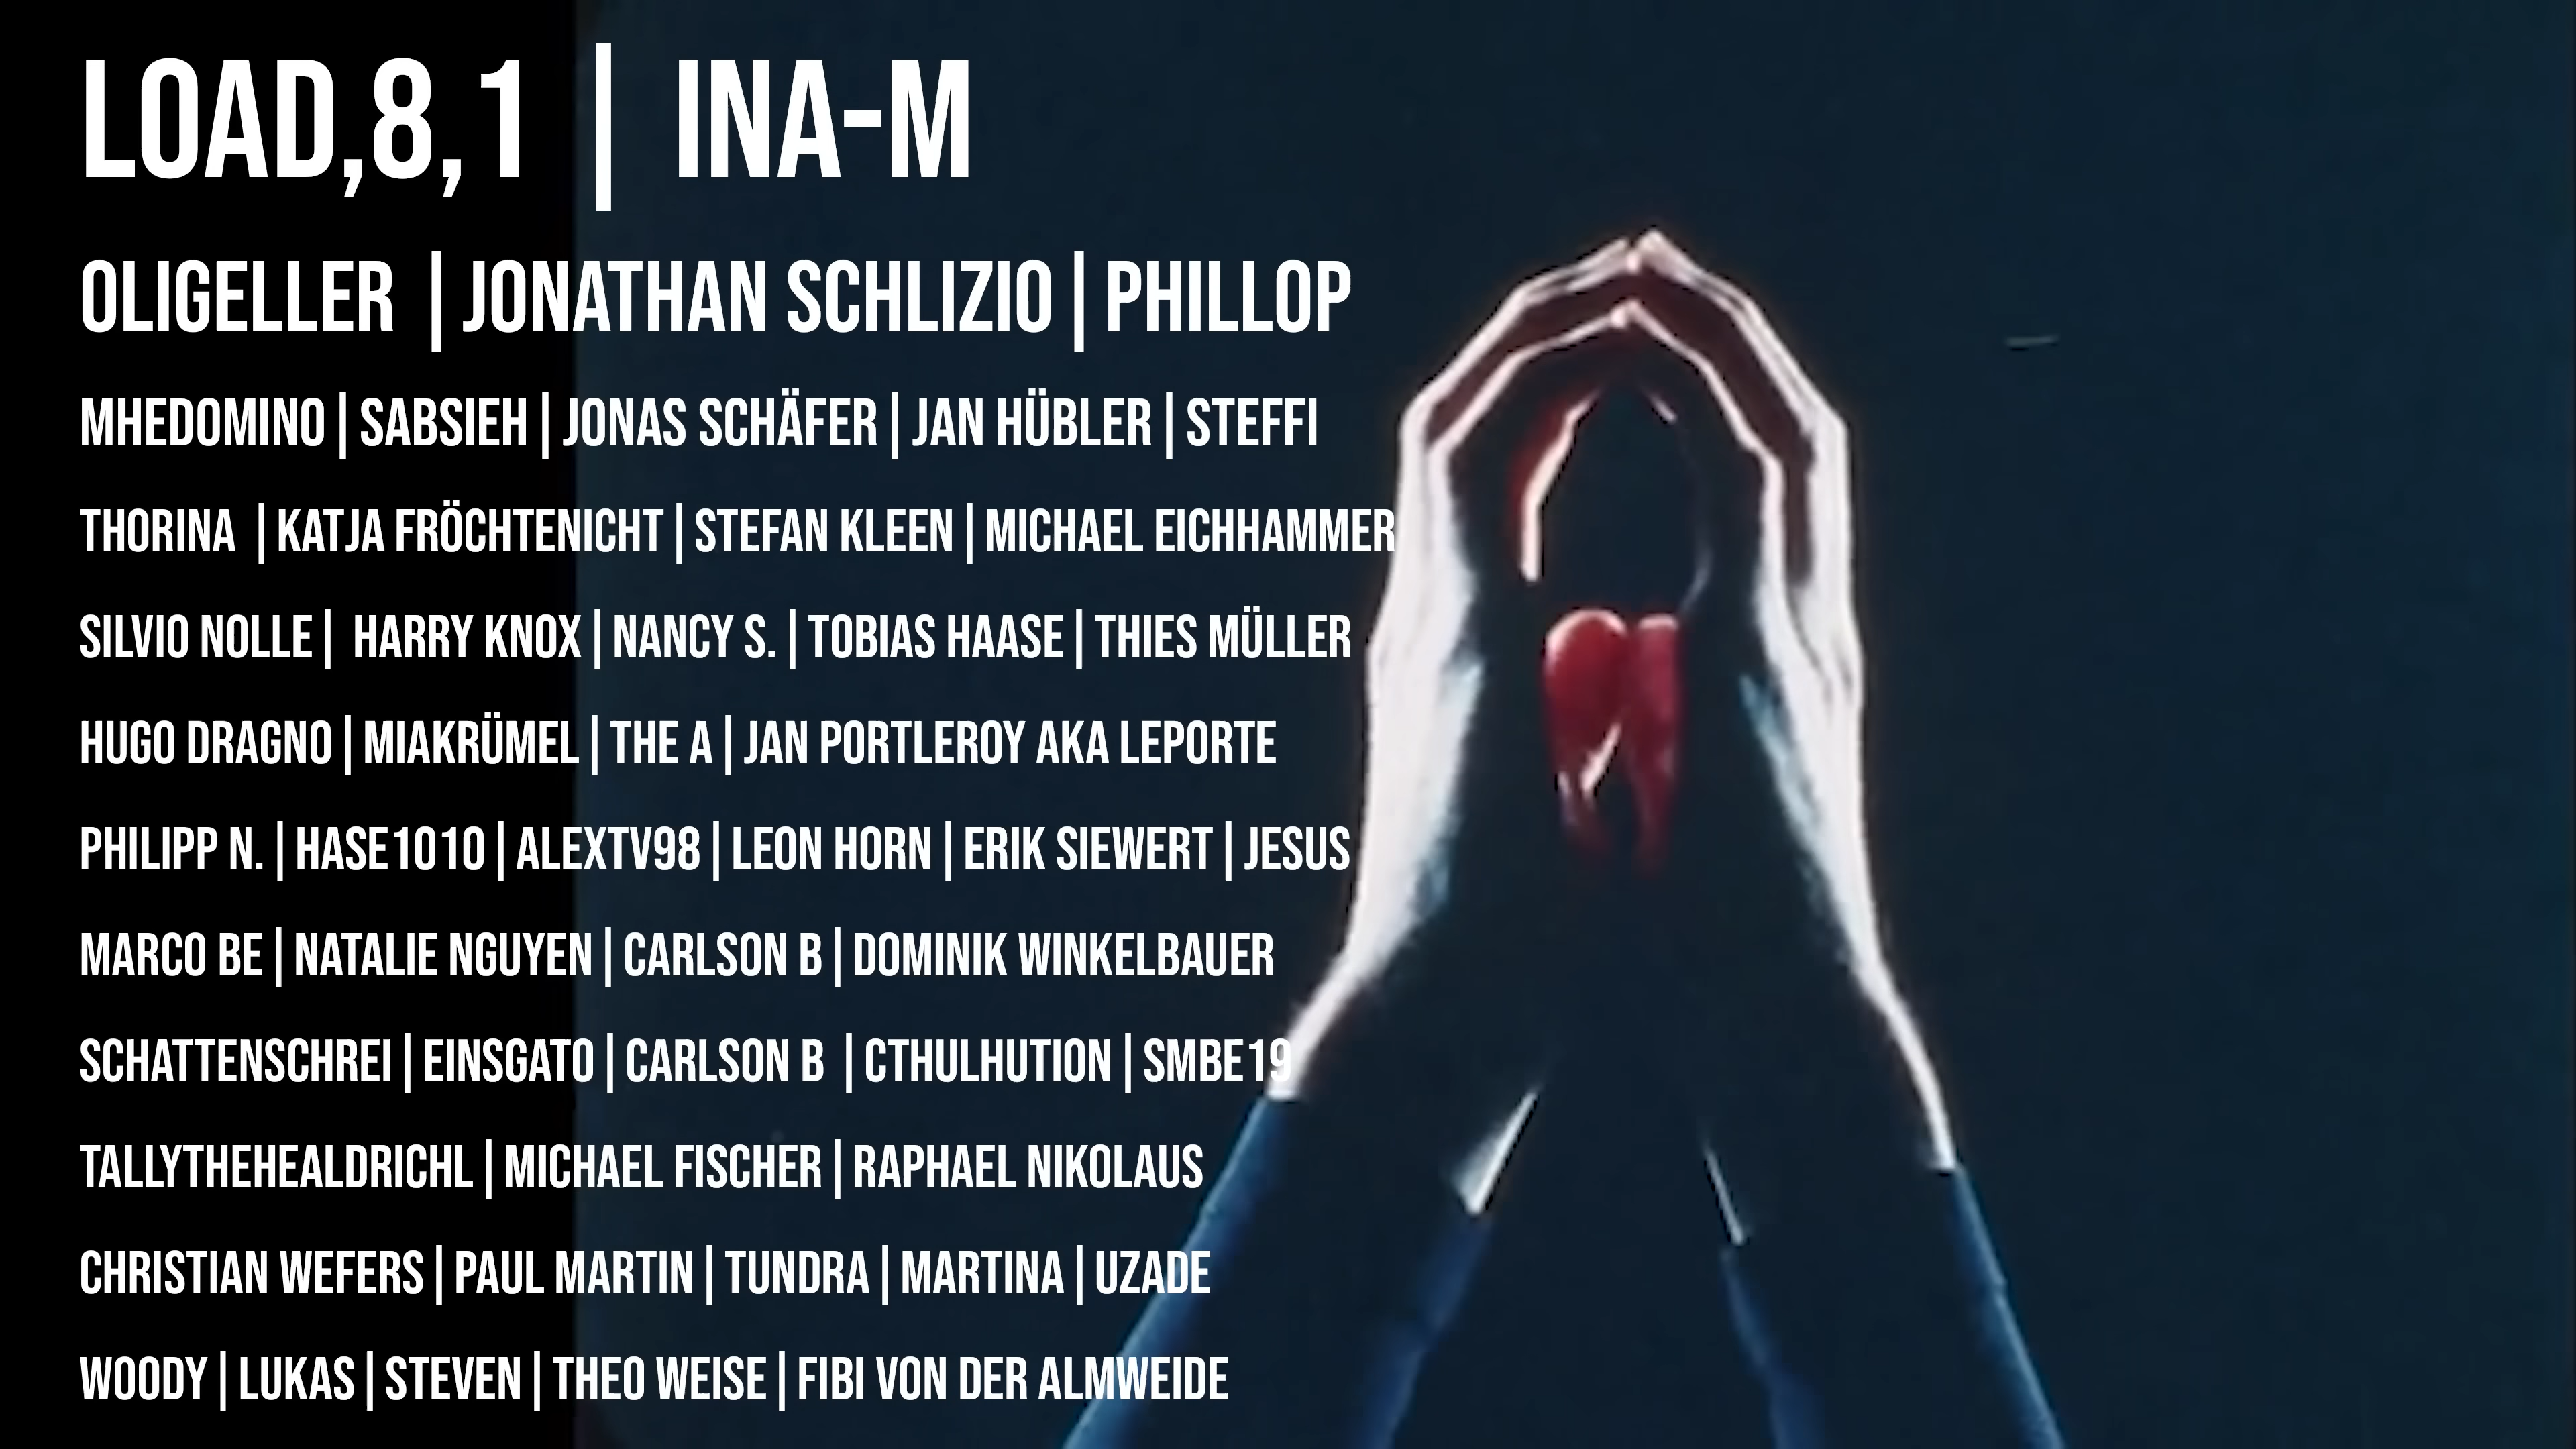 LOAD,8,1 | INA-M
OLIGELLER | JONATHAN SCHLIZIO | PHILLOP
MHEDOMINO | SABSIEH | JONAS SCHÄFER | JAN HÜBLER | STEFFI
THORINA | KATJA FRÖCHTENICHT | STEFAN KLEEN | MICHAEL EICHHAMMER
SILVIO NOLLE | HARRY KNOX | NANCY S. | TOBIAS HAASE | THIES MÜLLER
HUGO DRAGNO | MIAKRÜMEL | THE A | JAN PORTLEROY AKA LEPORTE
PHILIPP N. | HASE1010 | ALEXTV98 | LEON HORN | ERIK SIEWERT | JESUS
MARCO BE | NATALIE NGUYEN | CARLSON B | DOMINIK WINKELBAUER
SCHATTENSCHREI | EINSGATO | CARLSON B | CTHULHUTION | SMBE19
TALLYTHEHEALDRICHL | MICHAEL FISCHER | RAPHAEL NIKOLAUS
CHRISTIAN WEFERS | PAUL MARTIN | TUNDRA | MARTINA | UZADE
WOODY | LUKAS | STEVEN | THEO WEISE | FIBI VON DER ALMWEIDE